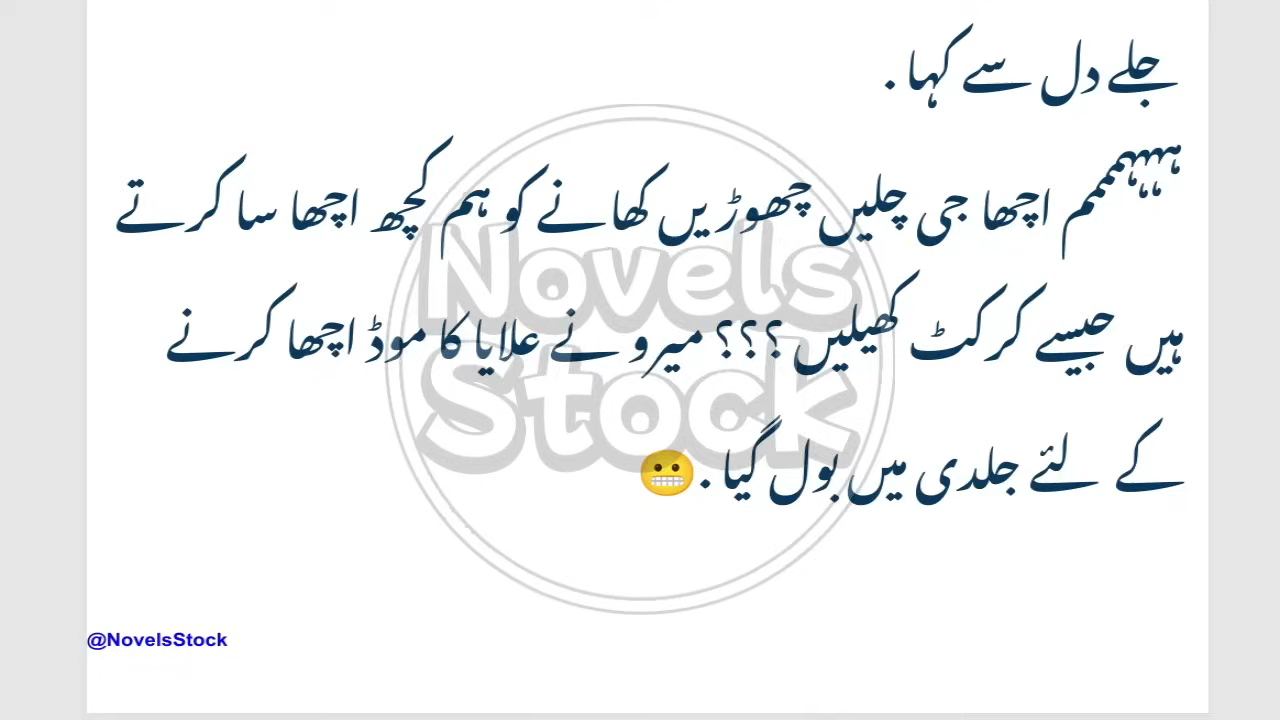 جلے دل سے کہا .
ہہہہہمممم اچھا جی چلیں چھوڑیں کھانے کو ہم کچھ اچھا سا کرتے
ہیں جیسے کرکٹ کھیلیں ؟؟؟ میرو نے علایا کا موڈ اچھا کرنے
کے لئے جلدی میں بول گیا .😬
Novels
Stock
@NovelsStock